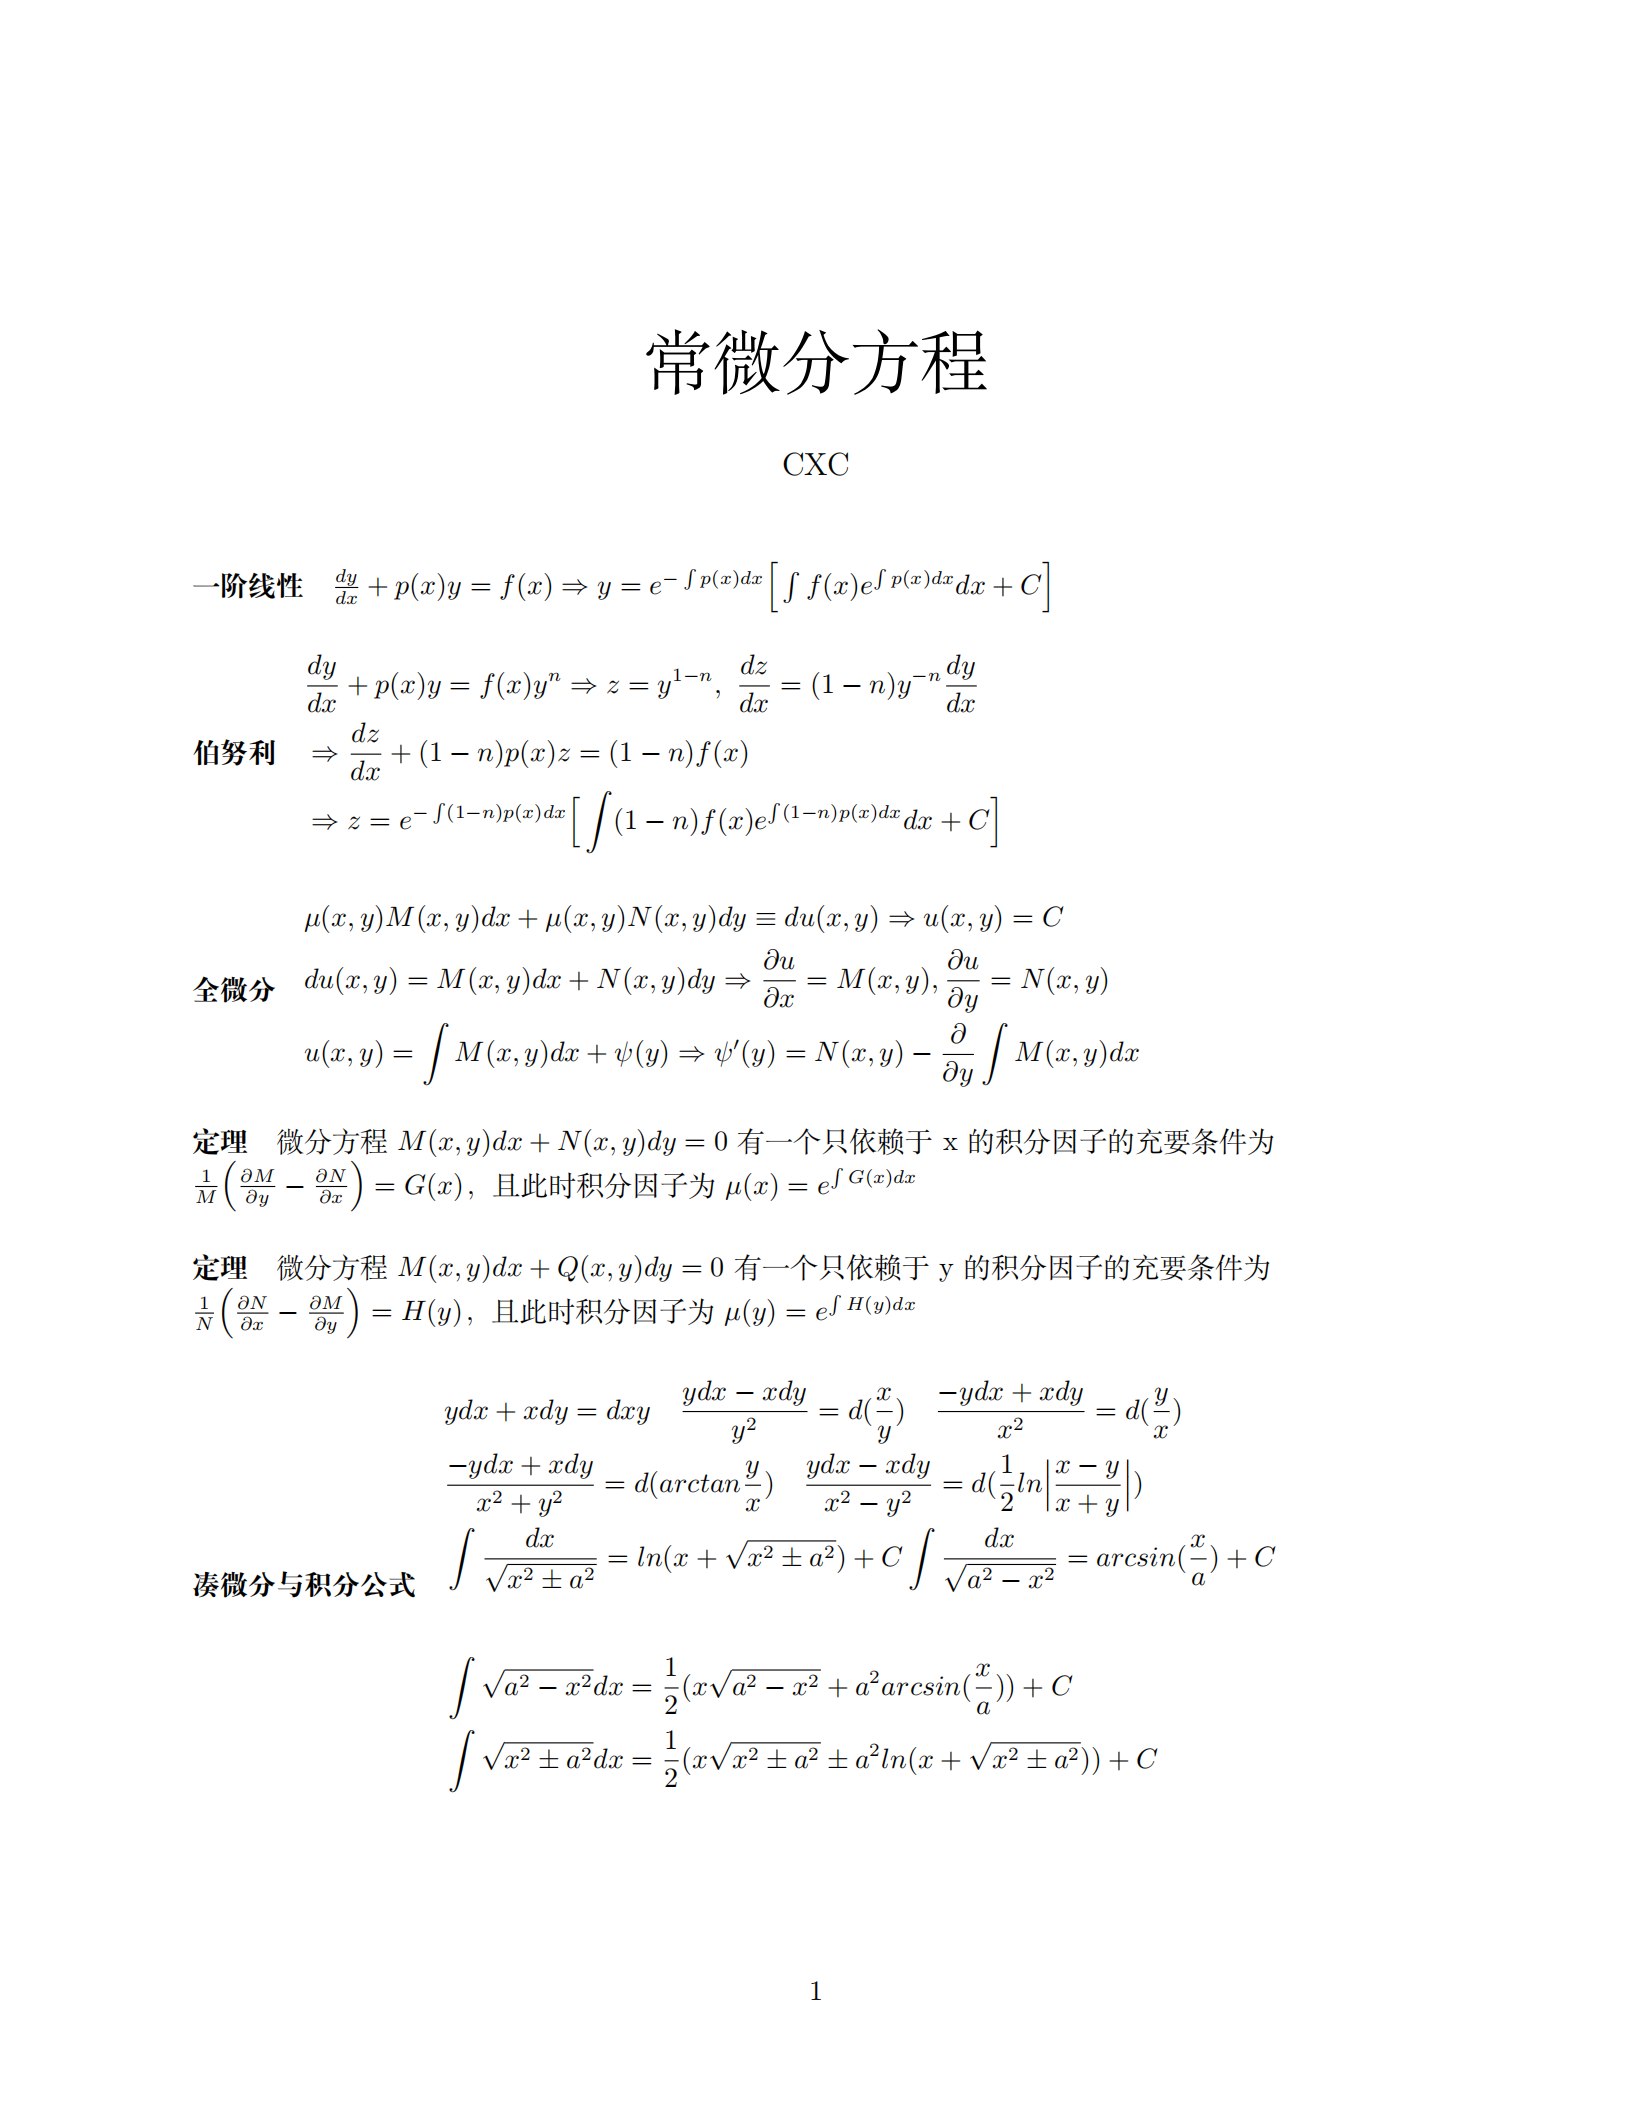 常微分方程
CXC
一阶线性 $\frac{dy}{dx} + p(x)y = f(x) \Rightarrow y = e^{-\int p(x)dx}\left[\int f(x)e^{\int p(x)dx}dx + C\right]$
$\frac{dy}{dx} + p(x)y = f(x)y^n \Rightarrow z = y^{1-n}, \frac{dz}{dx} = (1-n)y^{-n}\frac{dy}{dx}$
伯努利 $\Rightarrow \frac{dz}{dx} + (1-n)p(x)z = (1-n)f(x)$
$\Rightarrow z = e^{-\int(1-n)p(x)dx}\left[\int(1-n)f(x)e^{\int(1-n)p(x)dx}dx + C\right]$
$\mu(x,y)M(x,y)dx + \mu(x,y)N(x,y)dy \equiv du(x,y) \Rightarrow u(x,y) = C$
全微分 $du(x,y) = M(x,y)dx + N(x,y)dy \Rightarrow \frac{\partial u}{\partial x} = M(x,y), \frac{\partial u}{\partial y} = N(x,y)$
$u(x,y) = \int M(x,y)dx + \psi(y) \Rightarrow \psi'(y) = N(x,y) - \frac{\partial}{\partial y}\int M(x,y)dx$
定理 微分方程 $M(x,y)dx + N(x,y)dy = 0$ 有一个只依赖于 x 的积分因子的充要条件为
$\frac{1}{M}\left(\frac{\partial M}{\partial y} - \frac{\partial N}{\partial x}\right) = G(x)$，且此时积分因子为 $\mu(x) = e^{\int G(x)dx}$
定理 微分方程 $M(x,y)dx + Q(x,y)dy = 0$ 有一个只依赖于 y 的积分因子的充要条件为
$\frac{1}{N}\left(\frac{\partial N}{\partial x} - \frac{\partial M}{\partial y}\right) = H(y)$，且此时积分因子为 $\mu(y) = e^{\int H(y)dx}$
$ydx + xdy = dxy \quad \frac{ydx - xdy}{y^2} = d(\frac{x}{y}) \quad \frac{-ydx + xdy}{x^2} = d(\frac{y}{x})$
$\frac{-ydx + xdy}{x^2 + y^2} = d(arctan\frac{y}{x}) \quad \frac{ydx - xdy}{x^2 - y^2} = d(\frac{1}{2}ln\left|\frac{x-y}{x+y}\right|)$
$\int \frac{dx}{\sqrt{x^2 \pm a^2}} = ln(x + \sqrt{x^2 \pm a^2}) + C \int \frac{dx}{\sqrt{a^2 - x^2}} = arcsin(\frac{x}{a}) + C$
凑微分与积分公式
$\int \sqrt{a^2 - x^2}dx = \frac{1}{2}(x\sqrt{a^2 - x^2} + a^2arcsin(\frac{x}{a})) + C$
$\int \sqrt{x^2 \pm a^2}dx = \frac{1}{2}(x\sqrt{x^2 \pm a^2} \pm a^2ln(x + \sqrt{x^2 \pm a^2})) + C$
1